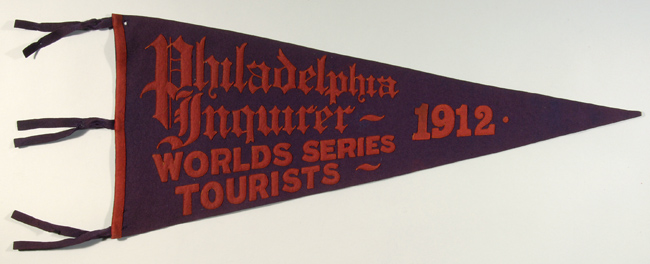 Philadelphia
Inquirer ~
WORLDS SERIES
TOURISTS ~
1912 ·